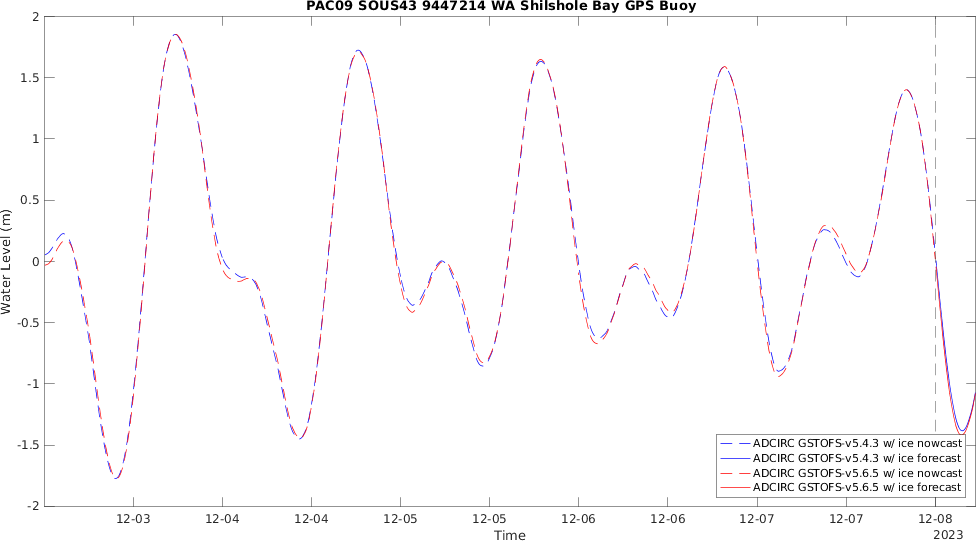 PAC09 SOUS43 9447214 WA Shilshole Bay GPS Buoy
2
1.5
1
0.5
0
-0.5
-1
-1.5
-2
Water Level (m)
12-03
12-04
12-04
12-05
12-05
12-06
12-06
12-07
12-07
12-08
2023
Time
ADCIRC GSTOFS-v5.4.3 w/ ice nowcast
ADCIRC GSTOFS-v5.4.3 w/ ice forecast
ADCIRC GSTOFS-v5.6.5 w/ ice nowcast
ADCIRC GSTOFS-v5.6.5 w/ ice forecast